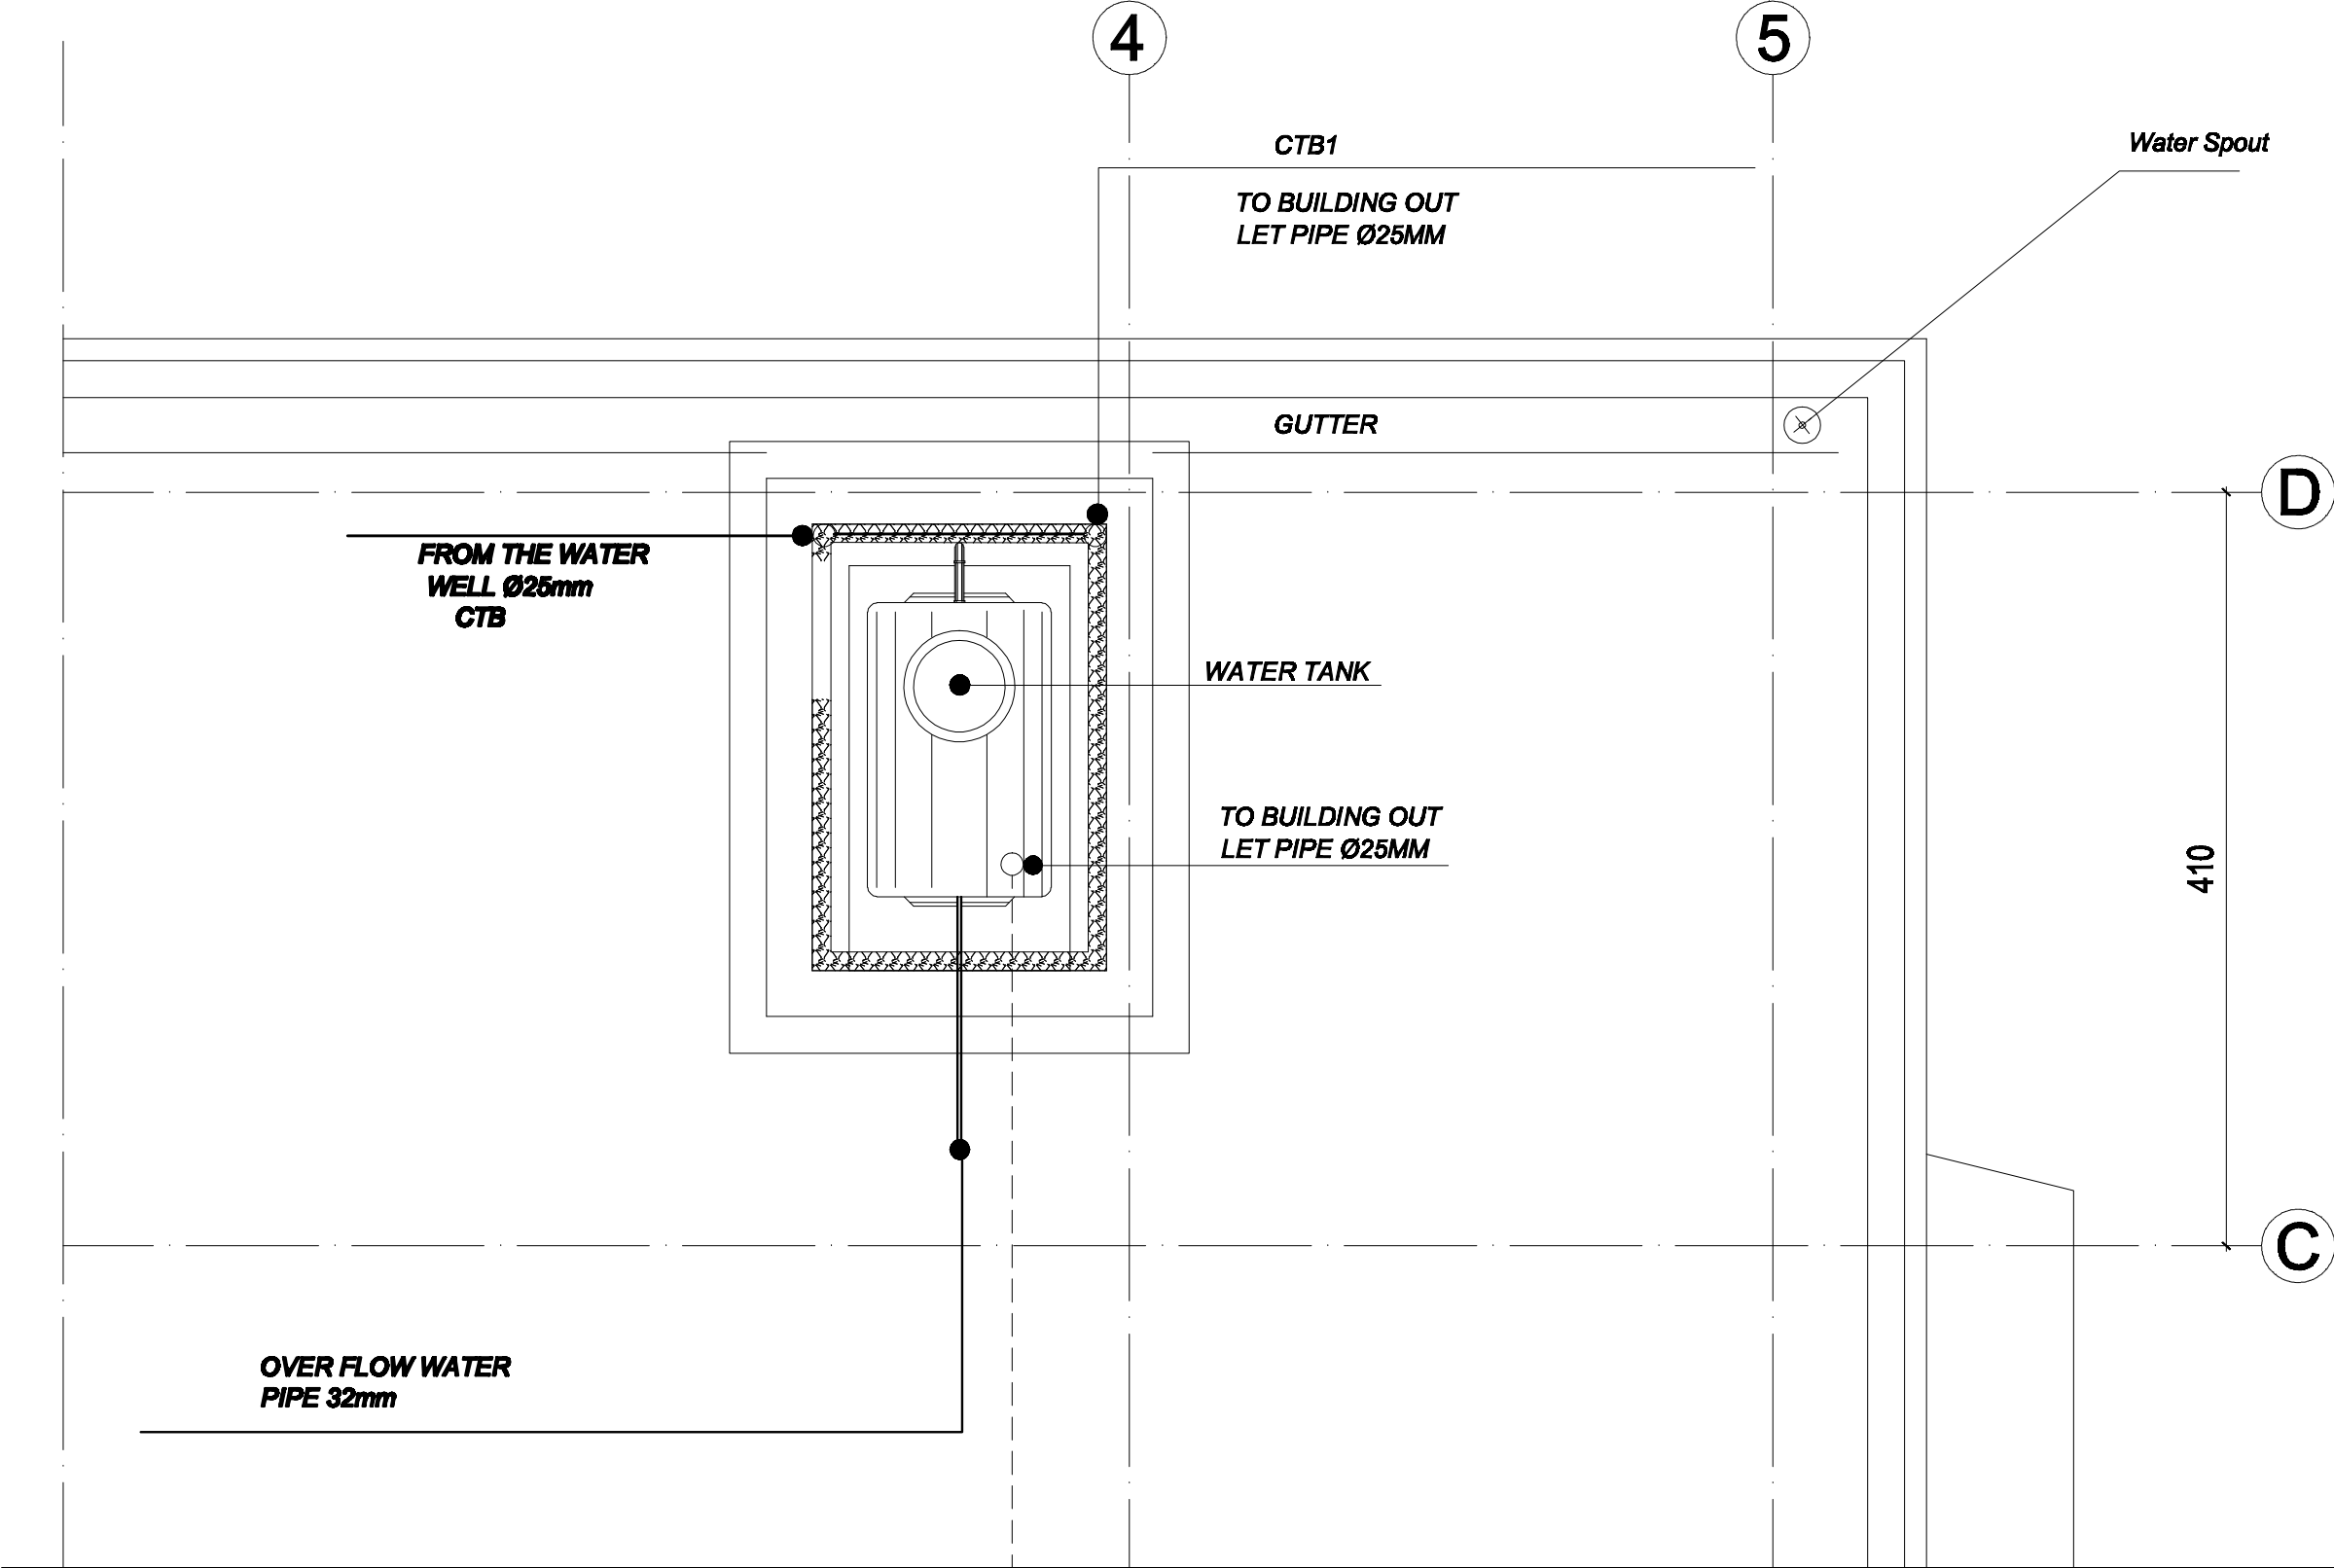 4
5
CTB1
Water Spout
TO BUILDING OUT
LET PIPE Ø25MM
GUTTER
D
FROM THE WATER
WELL Ø25mm
CTB
WATER TANK
TO BUILDING OUT
LET PIPE Ø25MM
410
C
OVER FLOW WATER
PIPE 32mm